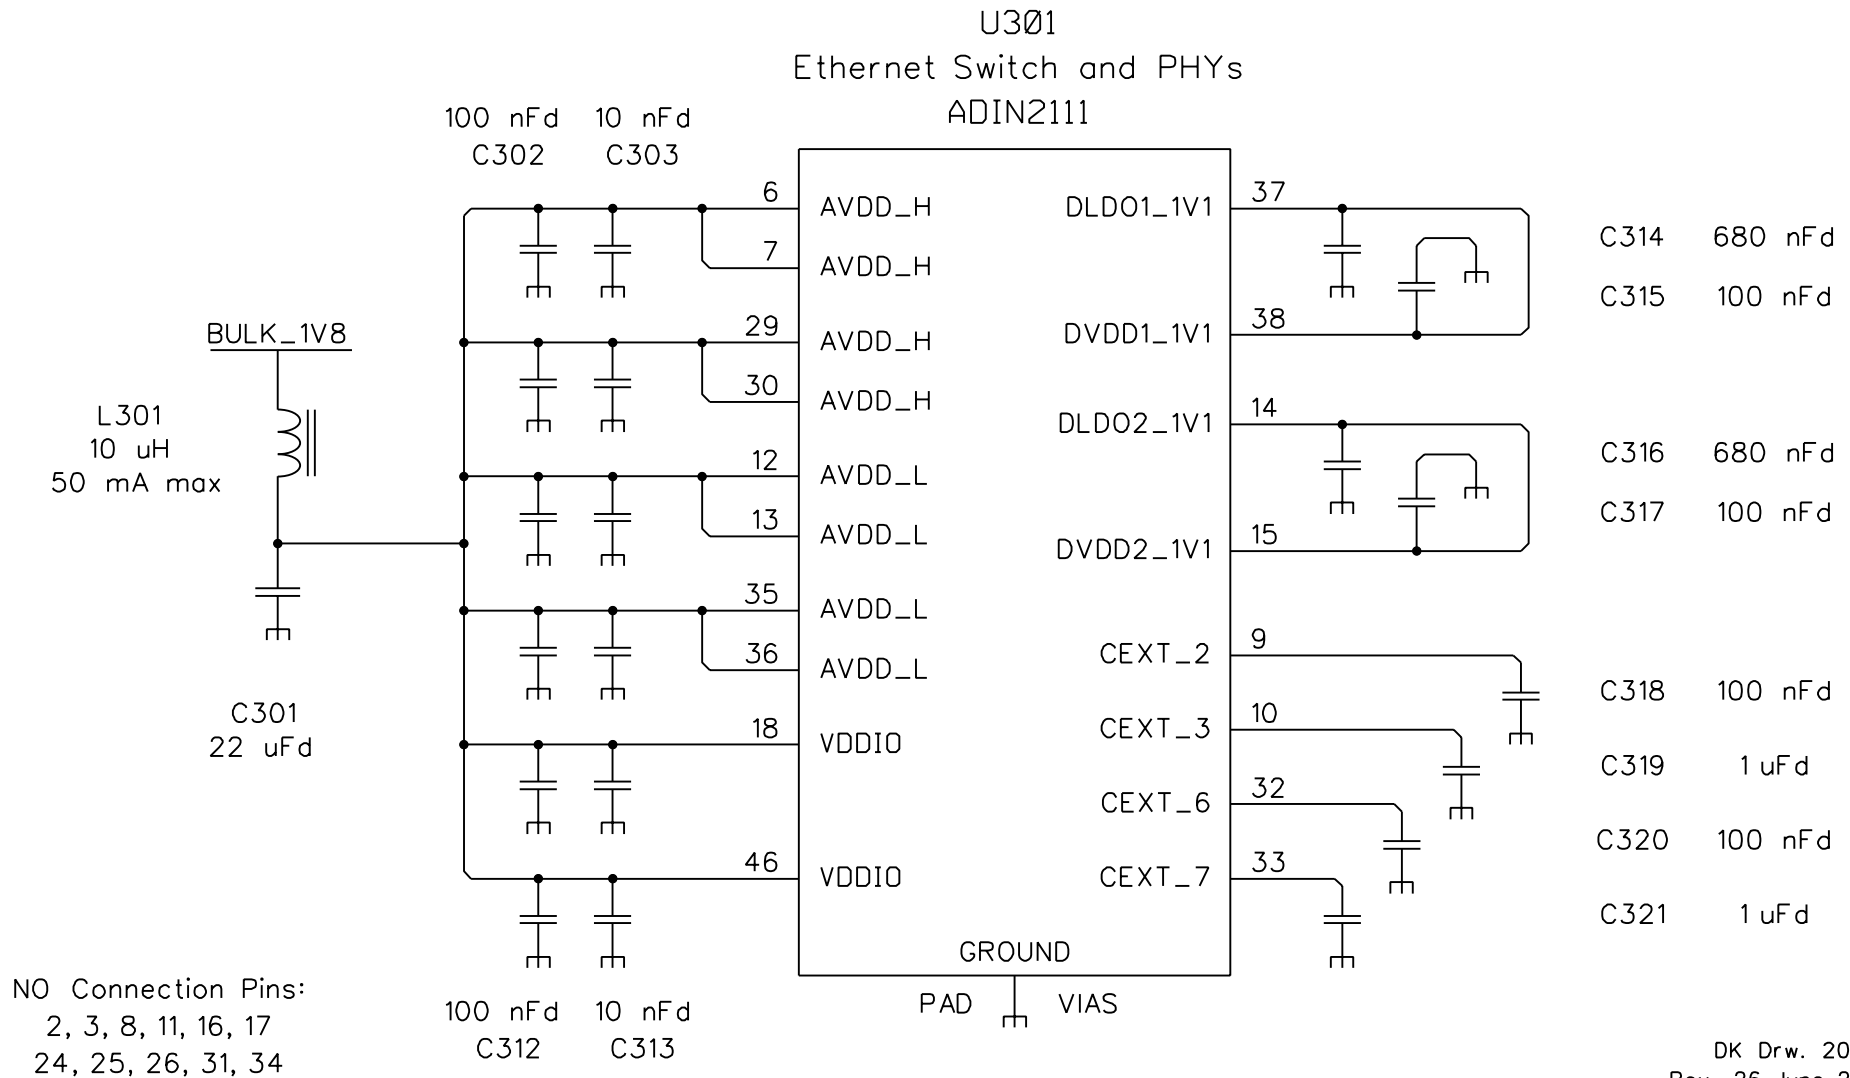 U301
Ethernet Switch and PHYs
ADIN2111
100 nFd 10 nFd
C302 C303
6 AVDD_H
7 AVDD_H
29 AVDD_H
30 AVDD_H
12 AVDD_L
13 AVDD_L
35 AVDD_L
36 AVDD_L
18 VDDIO
46 VDDIO
BULK_1V8
L301
10 uH
50 mA max
C301
22 uFd
DLDO1_1V1 37
DVDD1_1V1 38
DLDO2_1V1 14
DVDD2_1V1 15
CEXT_2 9
CEXT_3 10
CEXT_6 32
CEXT_7 33
C314 680 nFd
C315 100 nFd
C316 680 nFd
C317 100 nFd
C318 100 nFd
C319 1 uFd
C320 100 nFd
C321 1 uFd
GROUND
PAD VIAS
100 nFd 10 nFd
C312 C313
NO Connection Pins:
2, 3, 8, 11, 16, 17
24, 25, 26, 31, 34
DK Drw. 20